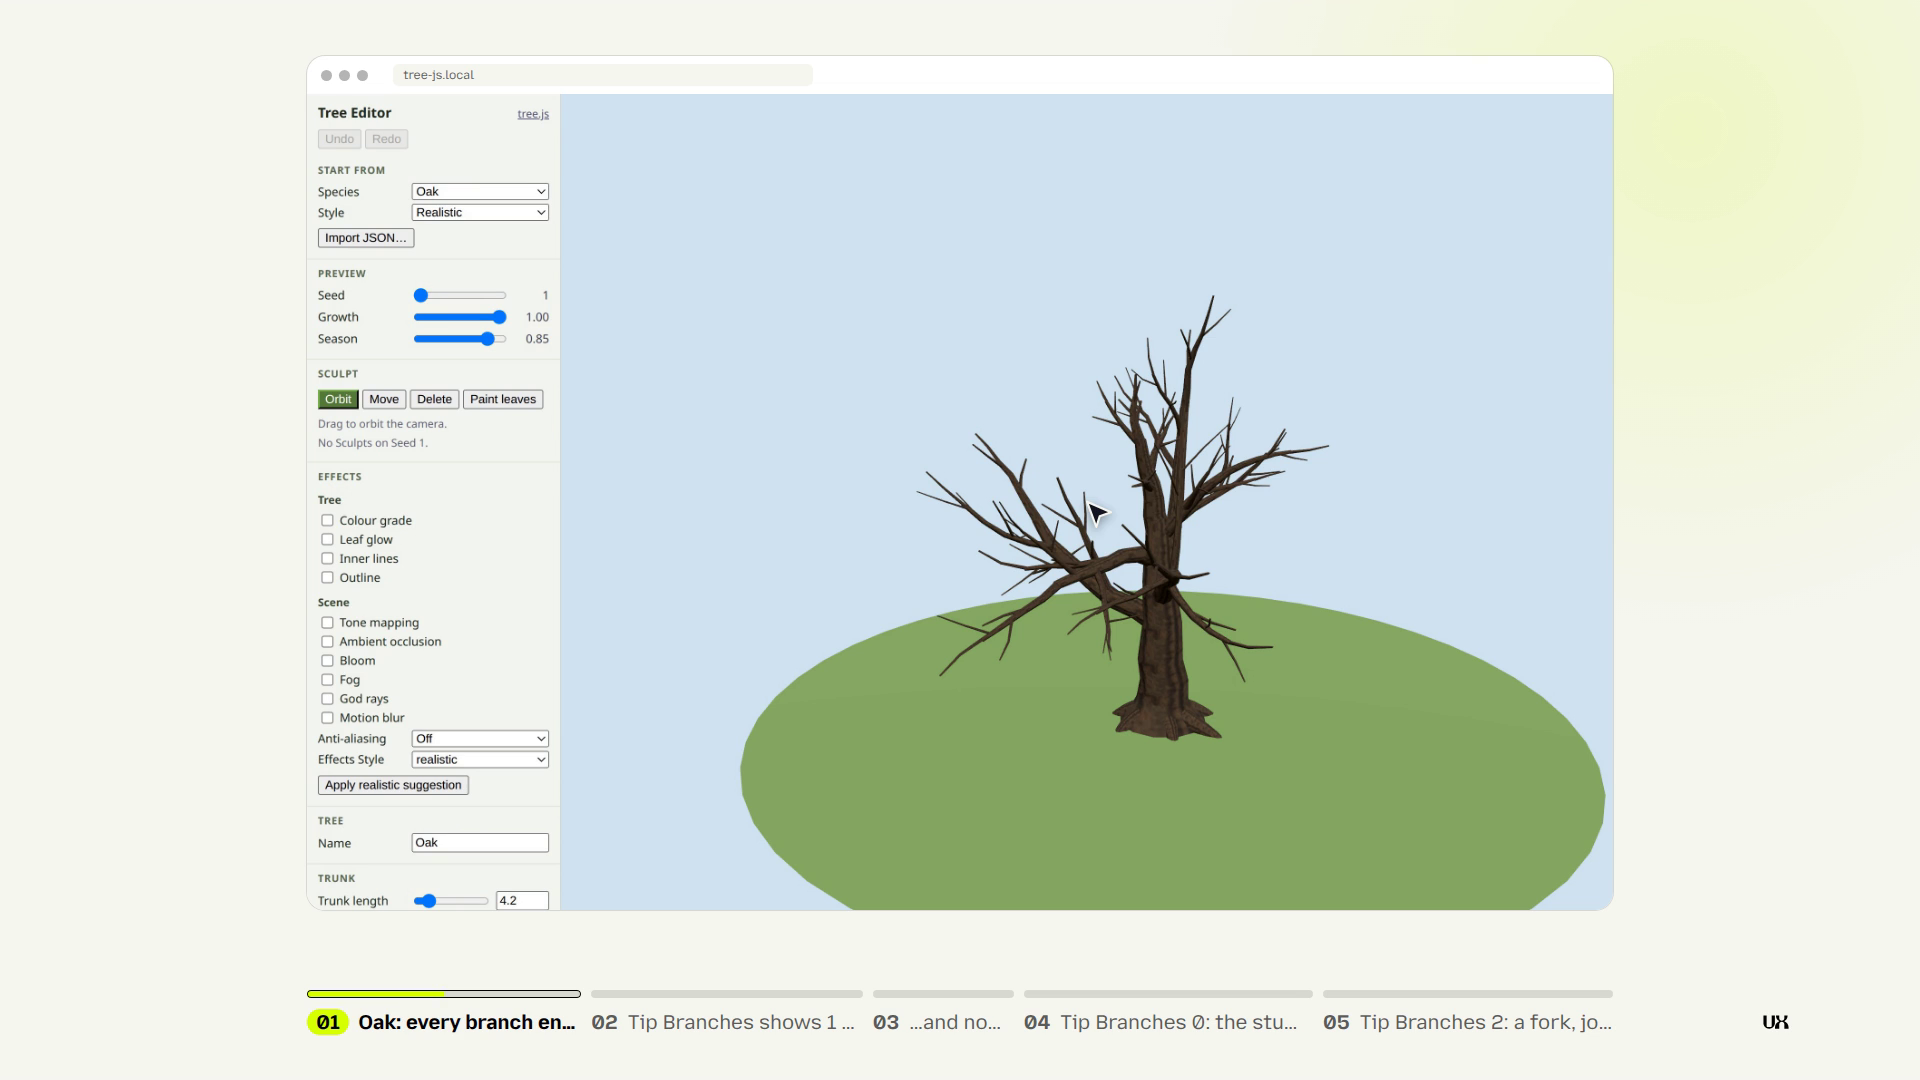 tree-js.local
Tree Editor tree.js
Undo Redo
START FROM
Species Oak
Style Realistic
Import JSON...
PREVIEW
Seed 1
Growth 1.00
Season 0.85
SCULPT
Orbit Move Delete Paint leaves
Drag to orbit the camera.
No Sculpts on Seed 1.
EFFECTS
Tree
Colour grade
Leaf glow
Inner lines
Outline
Scene
Tone mapping
Ambient occlusion
Bloom
Fog
God rays
Motion blur
Anti-aliasing Off
Effects Style realistic
Apply realistic suggestion
TREE
Name Oak
TRUNK
Trunk length 4.2
01 Oak: every branch en...
02 Tip Branches shows 1 ...
03 ...and no...
04 Tip Branches 0: the stu...
05 Tip Branches 2: a fork, jo...
UX